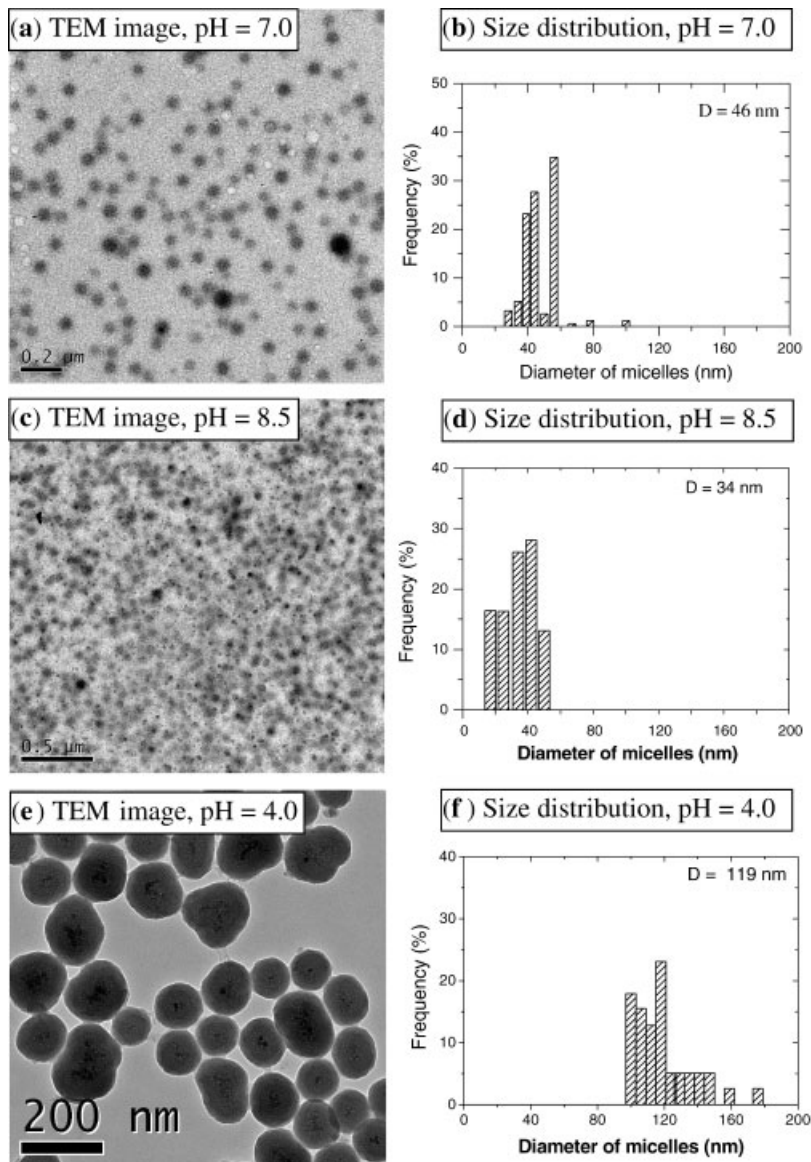 (a) TEM image, pH = 7.0
0.2 µm
(b) Size distribution, pH = 7.0
D = 46 nm
50
40
30
20
10
0
Frequency (%)
0 40 80 120 160 200
Diameter of micelles (nm)
(c) TEM image, pH = 8.5
0.5 µm
(d) Size distribution, pH = 8.5
D = 34 nm
40
30
20
10
0
Frequency (%)
0 40 80 120 160 200
Diameter of micelles (nm)
(e) TEM image, pH = 4.0
200 nm
(f) Size distribution, pH = 4.0
D = 119 nm
40
30
20
10
0
Frequency (%)
0 40 80 120 160 200
Diameter of micelles (nm)